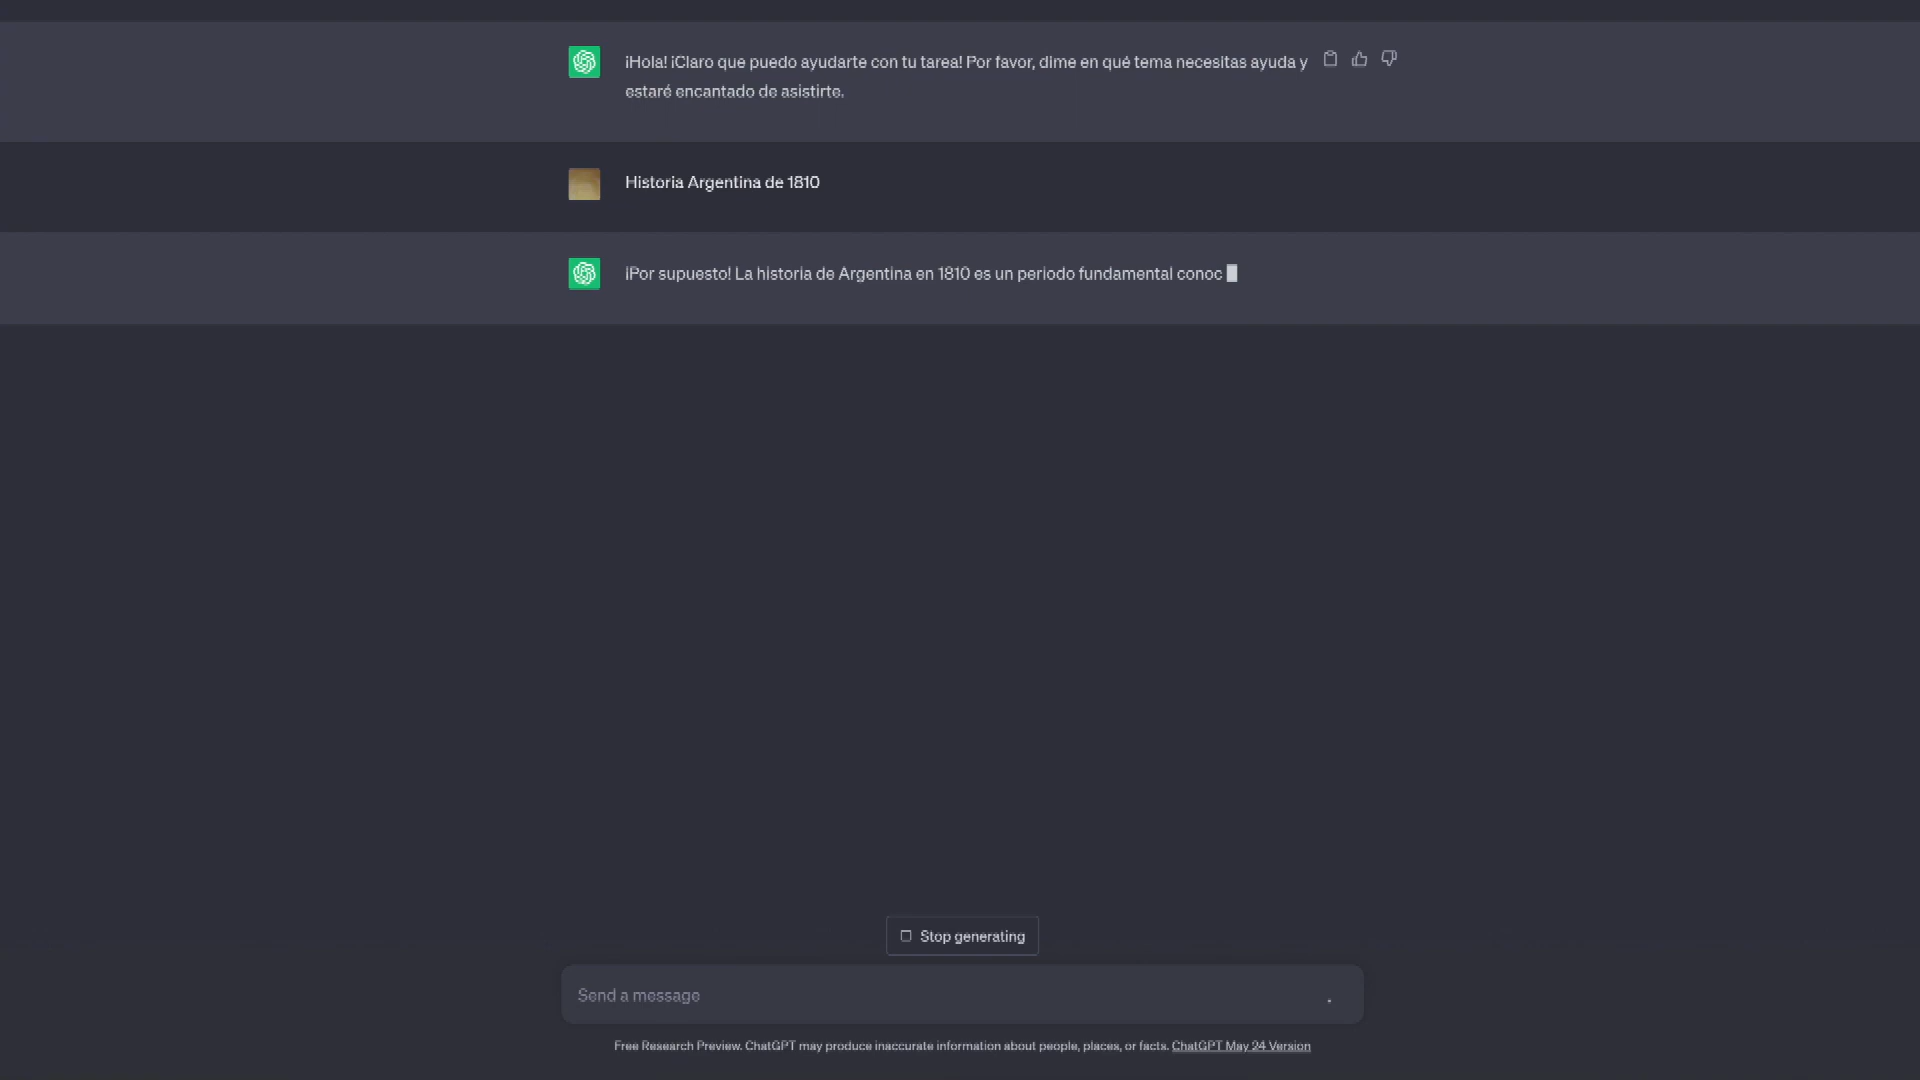 ¡Hola! ¡Claro que puedo ayudarte con tu tarea! Por favor, dime en qué tema necesitas ayuda y
estaré encantado de asistirte.
Historia Argentina de 1810
¡Por supuesto! La historia de Argentina en 1810 es un periodo fundamental conoc
Stop generating
Send a message
Free Research Preview. ChatGPT may produce inaccurate information about people, places, or facts. ChatGPT May 24 Version